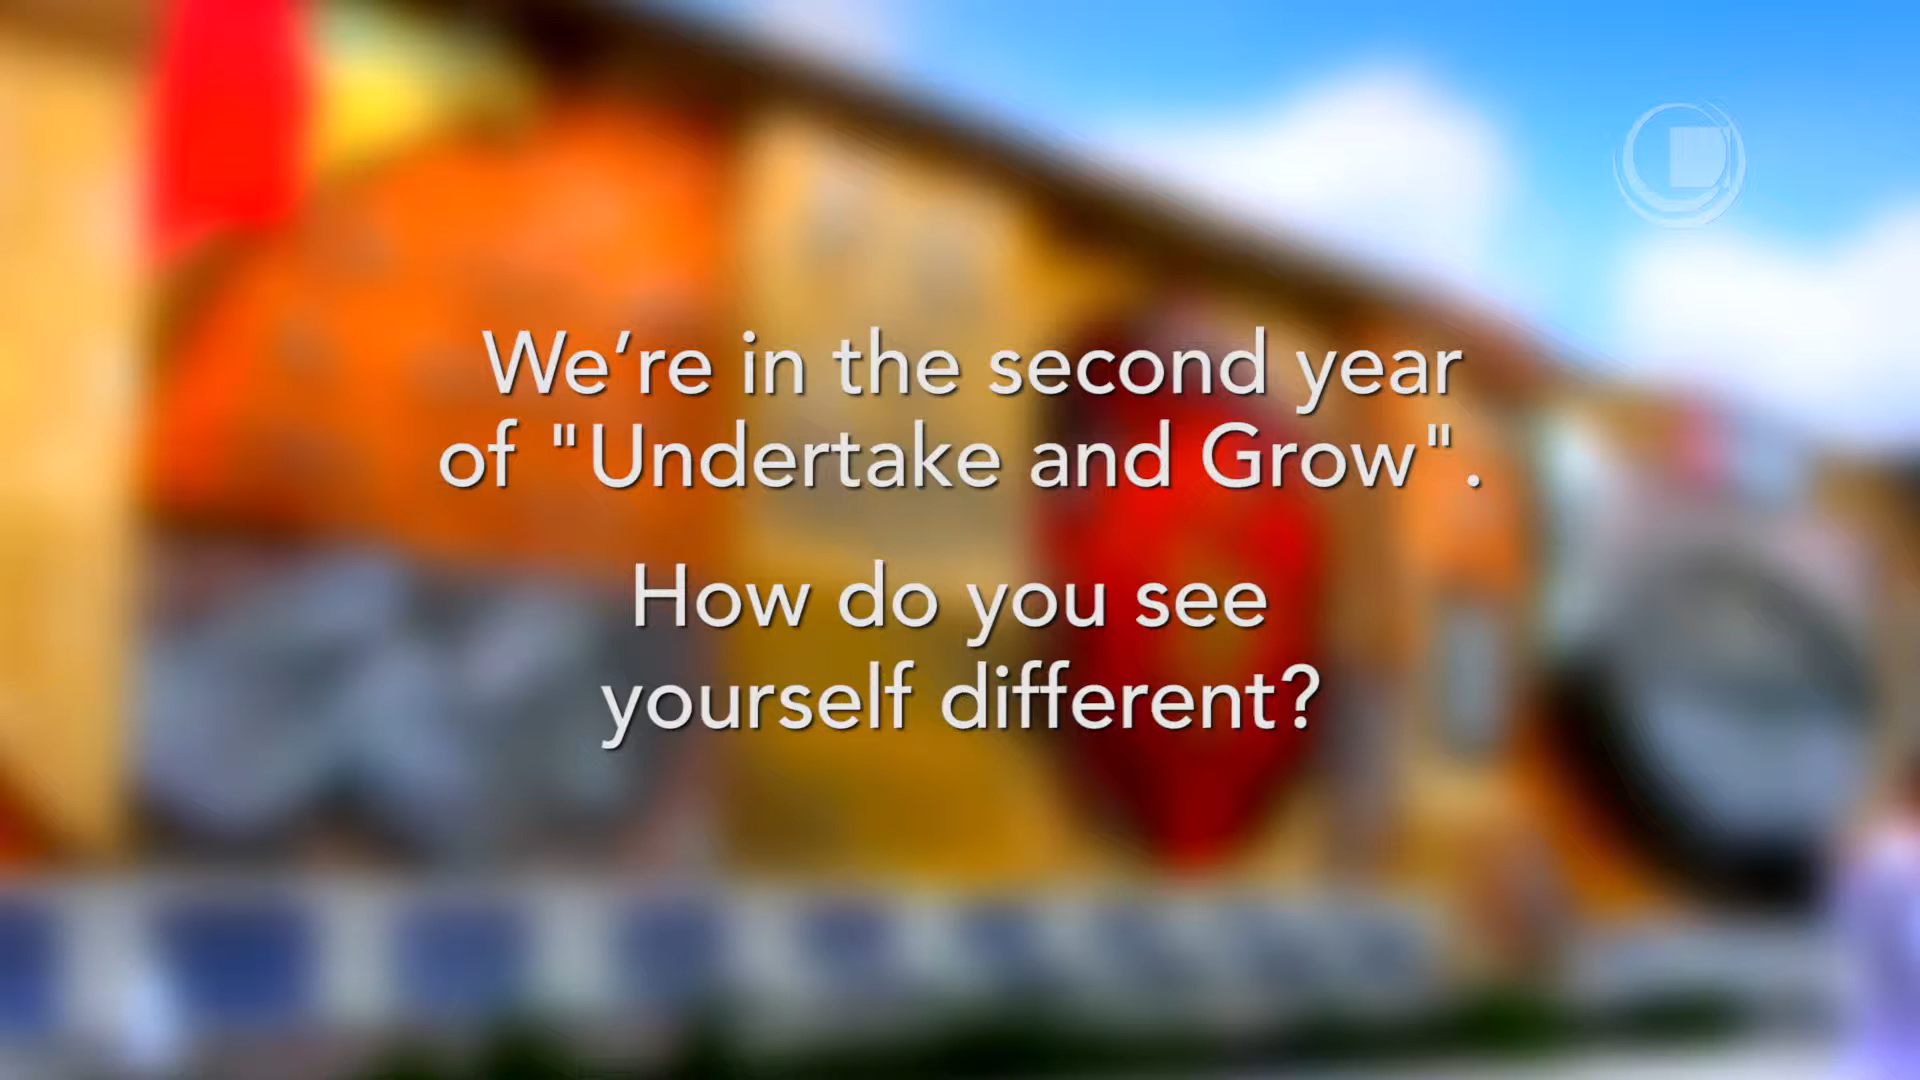 We’re in the second year
of "Undertake and Grow".
How do you see
yourself different?